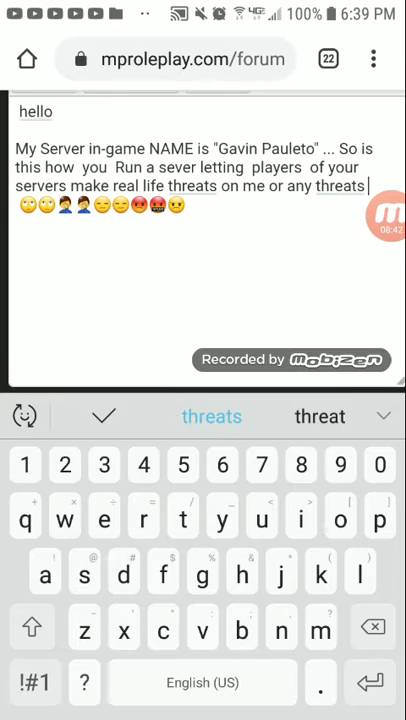 100% 6:39 PM
mproleplay.com/forum
22
hello
My Server in-game NAME is "Gavin Pauleto" ... So is
this how you Run a sever letting players of your
servers make real life threats on me or any threats
🙄🙄🤦‍♂️🤦‍♂️😑😑😡🤬😠
08:42
Recorded by mobizen
threats threat
1 2 3 4 5 6 7 8 9 0
+ × ÷ = / _ < > [ ]
q w e r t y u i o p
! @ # $ % ^ & * ( )
a s d f g h j k l
- ' " : ; , ?
z x c v b n m
!#1 ? English (US) .